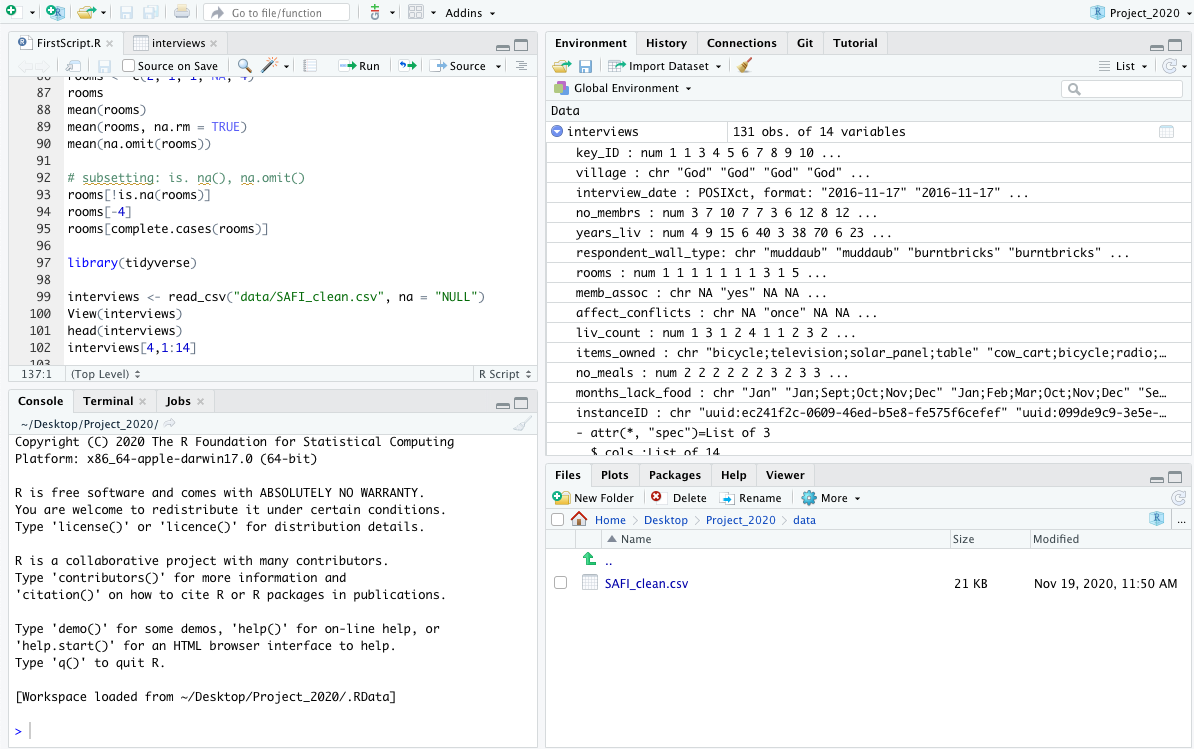 Go to file/function
Addins
Project_2020
FirstScript.R
interviews
Source on Save
Run
Source
rooms <- c(2, 1, 1, NA, 4)
87 rooms
88 mean(rooms)
89 mean(rooms, na.rm = TRUE)
90 mean(na.omit(rooms))
91
92 # subsetting: is. na(), na.omit()
93 rooms[!is.na(rooms)]
94 rooms[-4]
95 rooms[complete.cases(rooms)]
96
97 library(tidyverse)
98
99 interviews <- read_csv("data/SAFI_clean.csv", na = "NULL")
100 View(interviews)
101 head(interviews)
102 interviews[4,1:14]
103
137:1 (Top Level) R Script
Console Terminal Jobs
~/Desktop/Project_2020/
Copyright (C) 2020 The R Foundation for Statistical Computing
Platform: x86_64-apple-darwin17.0 (64-bit)
R is free software and comes with ABSOLUTELY NO WARRANTY.
You are welcome to redistribute it under certain conditions.
Type 'license()' or 'licence()' for distribution details.
R is a collaborative project with many contributors.
Type 'contributors()' for more information and
'citation()' on how to cite R or R packages in publications.
Type 'demo()' for some demos, 'help()' for on-line help, or
'help.start()' for an HTML browser interface to help.
Type 'q()' to quit R.
[Workspace loaded from ~/Desktop/Project_2020/.RData]
>
Environment History Connections Git Tutorial
Import Dataset List
Global Environment
Data
interviews 131 obs. of 14 variables
key_ID : num 1 1 3 4 5 6 7 8 9 10 ...
village : chr "God" "God" "God" "God" ...
interview_date : POSIXct, format: "2016-11-17" "2016-11-17" ...
no_membrs : num 3 7 10 7 7 3 6 12 8 12 ...
years_liv : num 4 9 15 6 40 3 38 70 6 23 ...
respondent_wall_type: chr "muddaub" "muddaub" "burntbricks" "burntbricks" ...
rooms : num 1 1 1 1 1 1 1 3 1 5 ...
memb_assoc : chr NA "yes" NA NA ...
affect_conflicts : chr NA "once" NA NA ...
liv_count : num 1 3 1 2 4 1 1 2 3 2 ...
items_owned : chr "bicycle;television;solar_panel;table" "cow_cart;bicycle;radio;…
no_meals : num 2 2 2 2 2 2 3 2 3 3 ...
months_lack_food : chr "Jan" "Jan;Sept;Oct;Nov;Dec" "Jan;Feb;Mar;Oct;Nov;Dec" "Se…
instanceID : chr "uuid:ec241f2c-0609-46ed-b5e8-fe575f6cefef" "uuid:099de9c9-3e5e-…
- attr(*, "spec")=List of 3
$ cols :List of 14
Files Plots Packages Help Viewer
New Folder Delete Rename More
Home Desktop Project_2020 data ...
Name Size Modified
..
SAFI_clean.csv 21 KB Nov 19, 2020, 11:50 AM